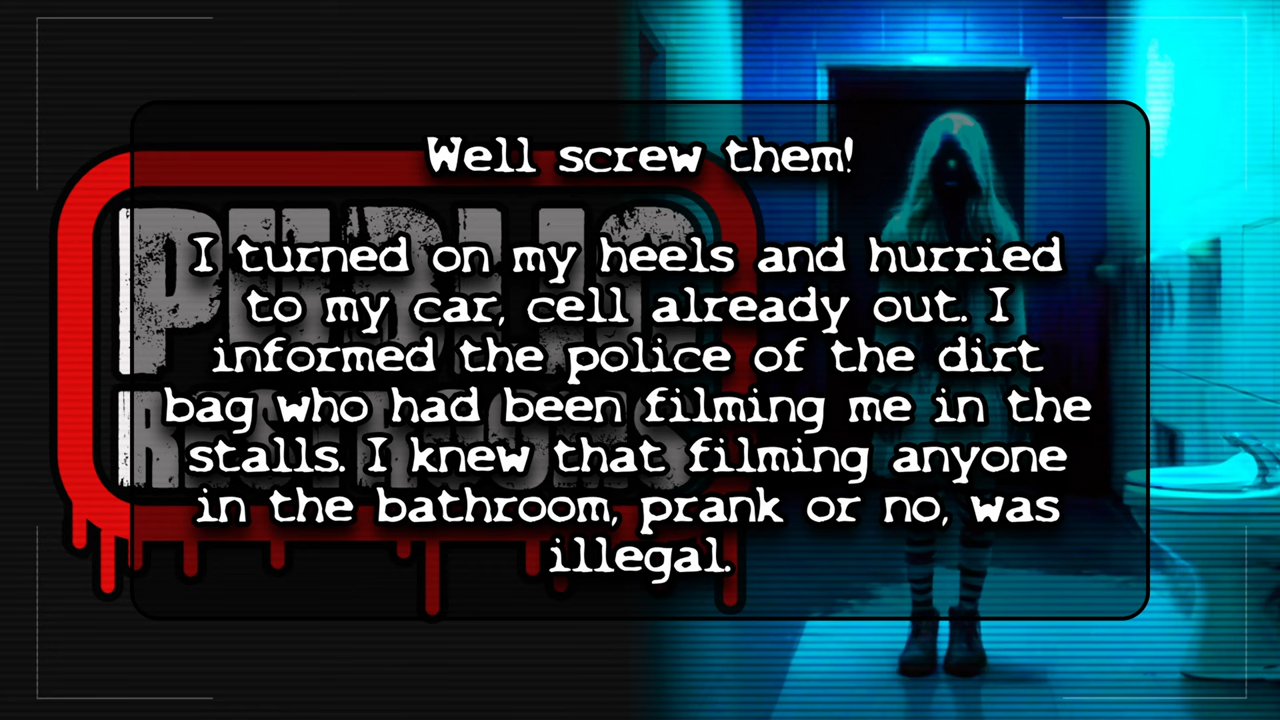 Well screw them!
I turned on my heels and hurried
to my car, cell already out. I
informed the police of the dirt
bag who had been filming me in the
stalls. I knew that filming anyone
in the bathroom, prank or no, was
illegal.
PUBLIC
RESTROOMS